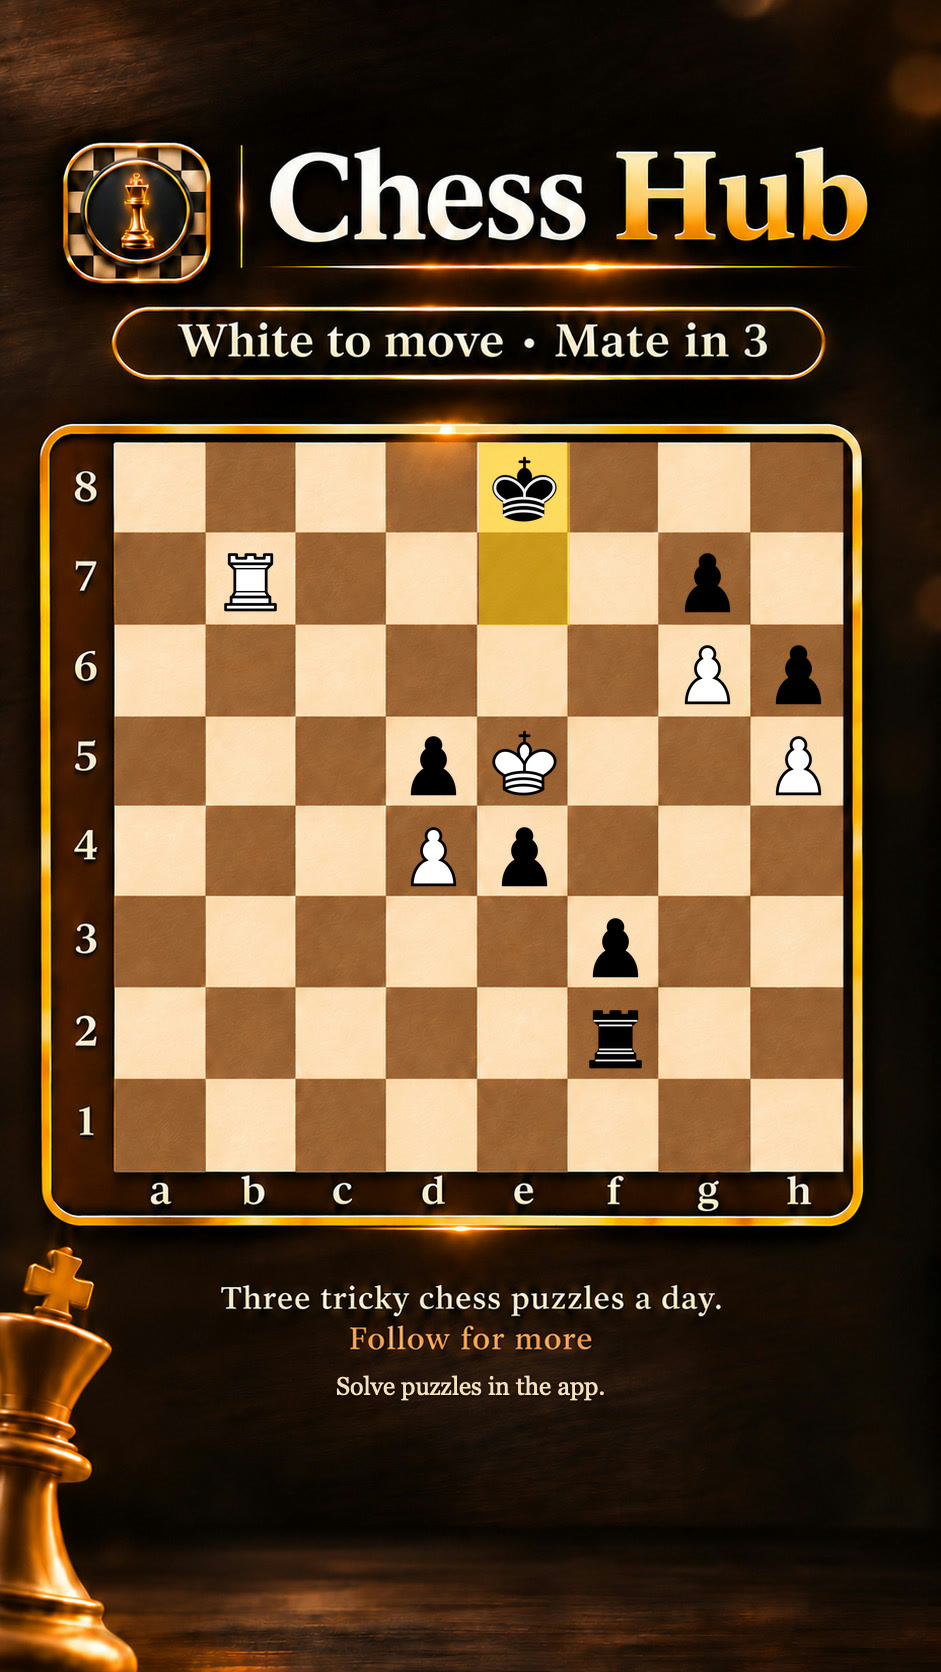 Chess Hub
White to move • Mate in 3
8
7
6
5
4
3
2
1
a b c d e f g h
Three tricky chess puzzles a day.
Follow for more
Solve puzzles in the app.